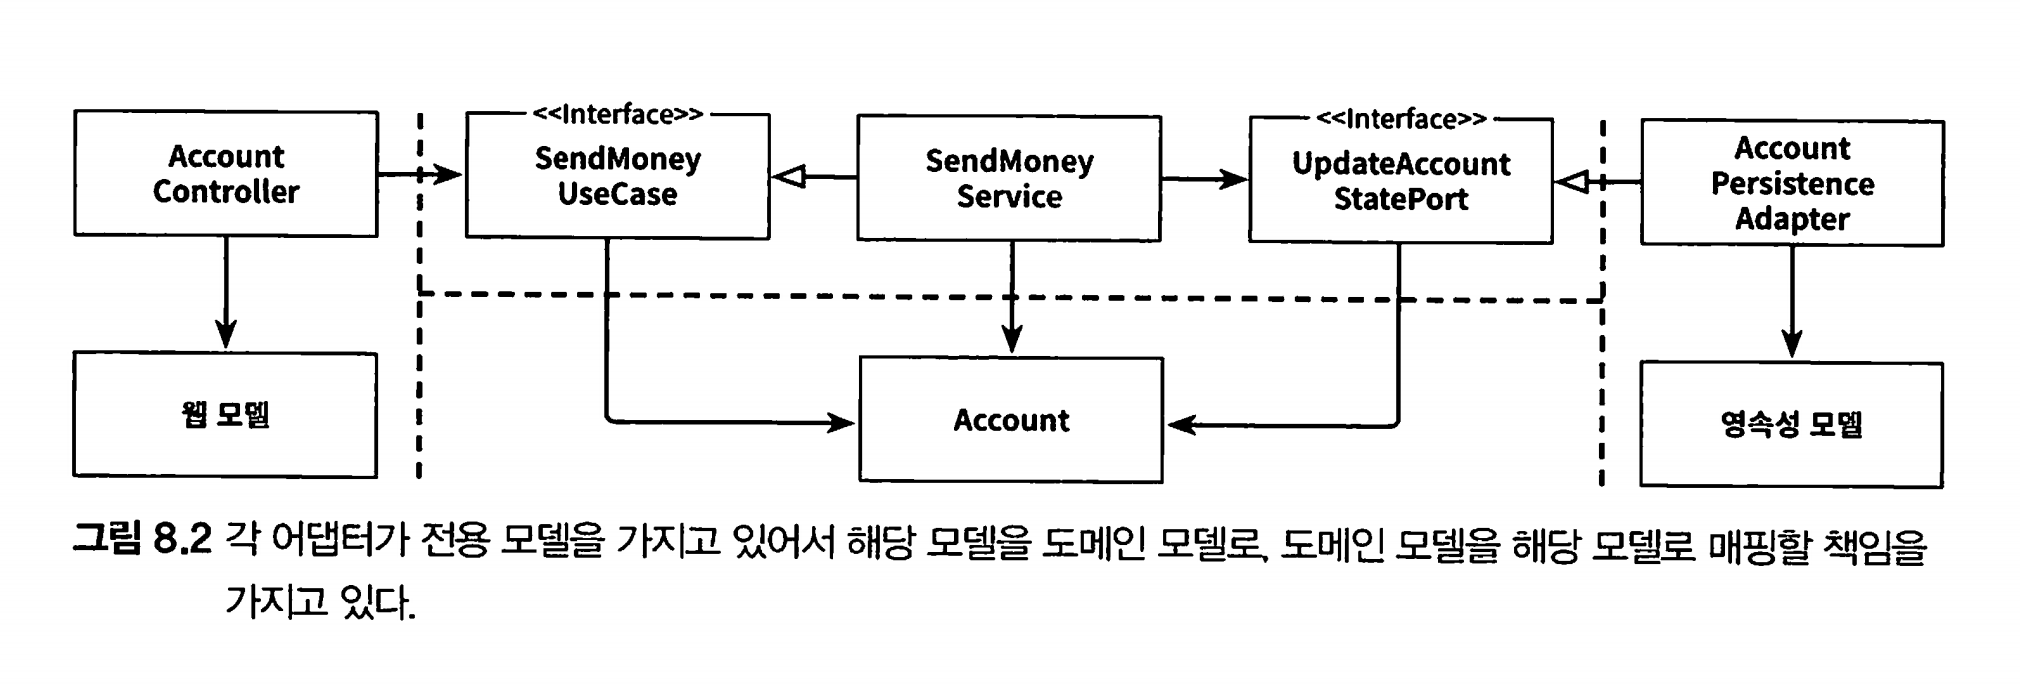 <<Interface>>
<<Interface>>
Account
Controller
SendMoney
UseCase
SendMoney
Service
UpdateAccount
StatePort
Account
Persistence
Adapter
웹 모델
Account
영속성 모델
그림 8.2 각 어댑터가 전용 모델을 가지고 있어서 해당 모델을 도메인 모델로, 도메인 모델을 해당 모델로 매핑할 책임을
가지고 있다.